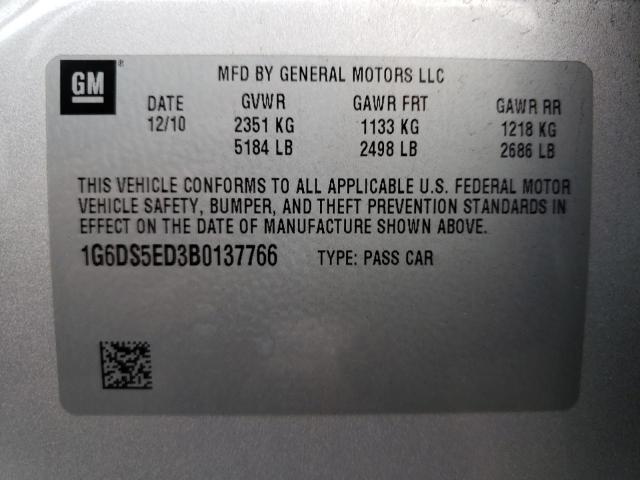 GM ®
MFD BY GENERAL MOTORS LLC
DATE GVWR GAWR FRT GAWR RR
12/10 2351 KG 1133 KG 1218 KG
5184 LB 2498 LB 2686 LB
THIS VEHICLE CONFORMS TO ALL APPLICABLE U.S. FEDERAL MOTOR
VEHICLE SAFETY, BUMPER, AND THEFT PREVENTION STANDARDS IN
EFFECT ON THE DATE OF MANUFACTURE SHOWN ABOVE.
1G6DS5ED3B0137766 TYPE: PASS CAR